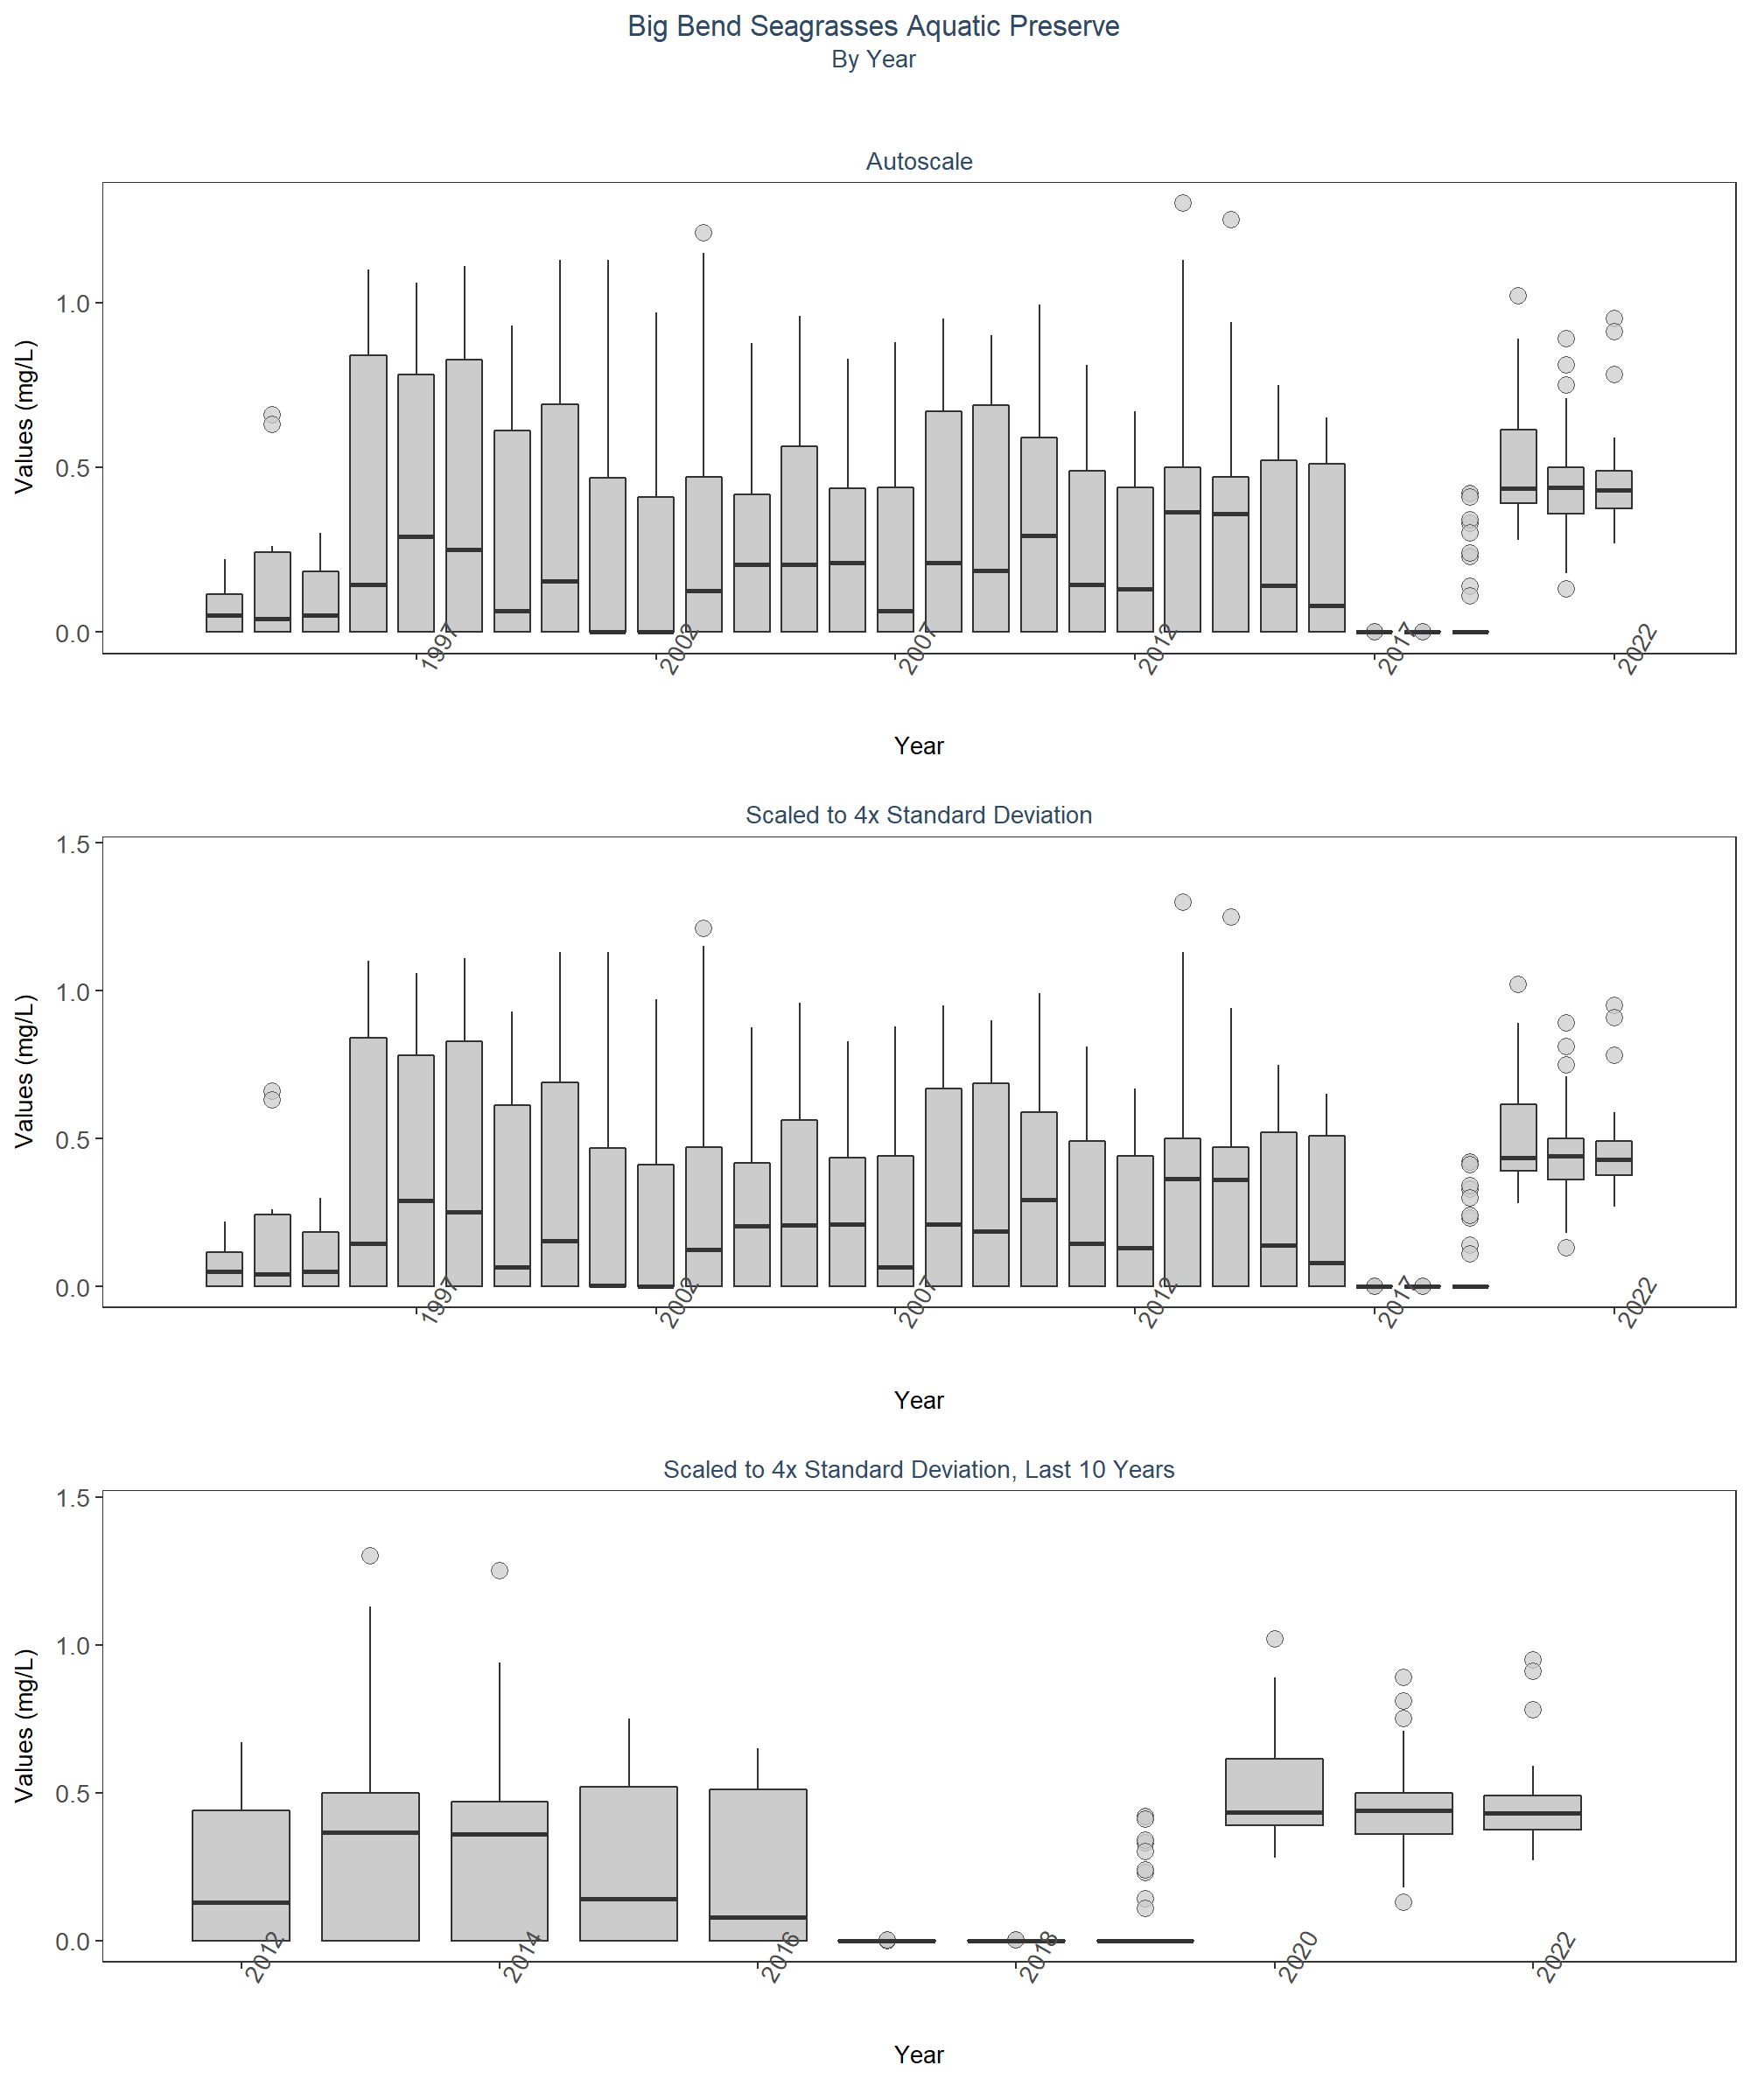 Big Bend Seagrasses Aquatic Preserve
By Year
Autoscale
Values (mg/L)
1.0
0.5
0.0
1997 2002 2007 2012 2017 2022
Year
Scaled to 4x Standard Deviation
Values (mg/L)
1.5
1.0
0.5
0.0
1997 2002 2007 2012 2017 2022
Year
Scaled to 4x Standard Deviation, Last 10 Years
Values (mg/L)
1.5
1.0
0.5
0.0
2012 2014 2016 2018 2020 2022
Year